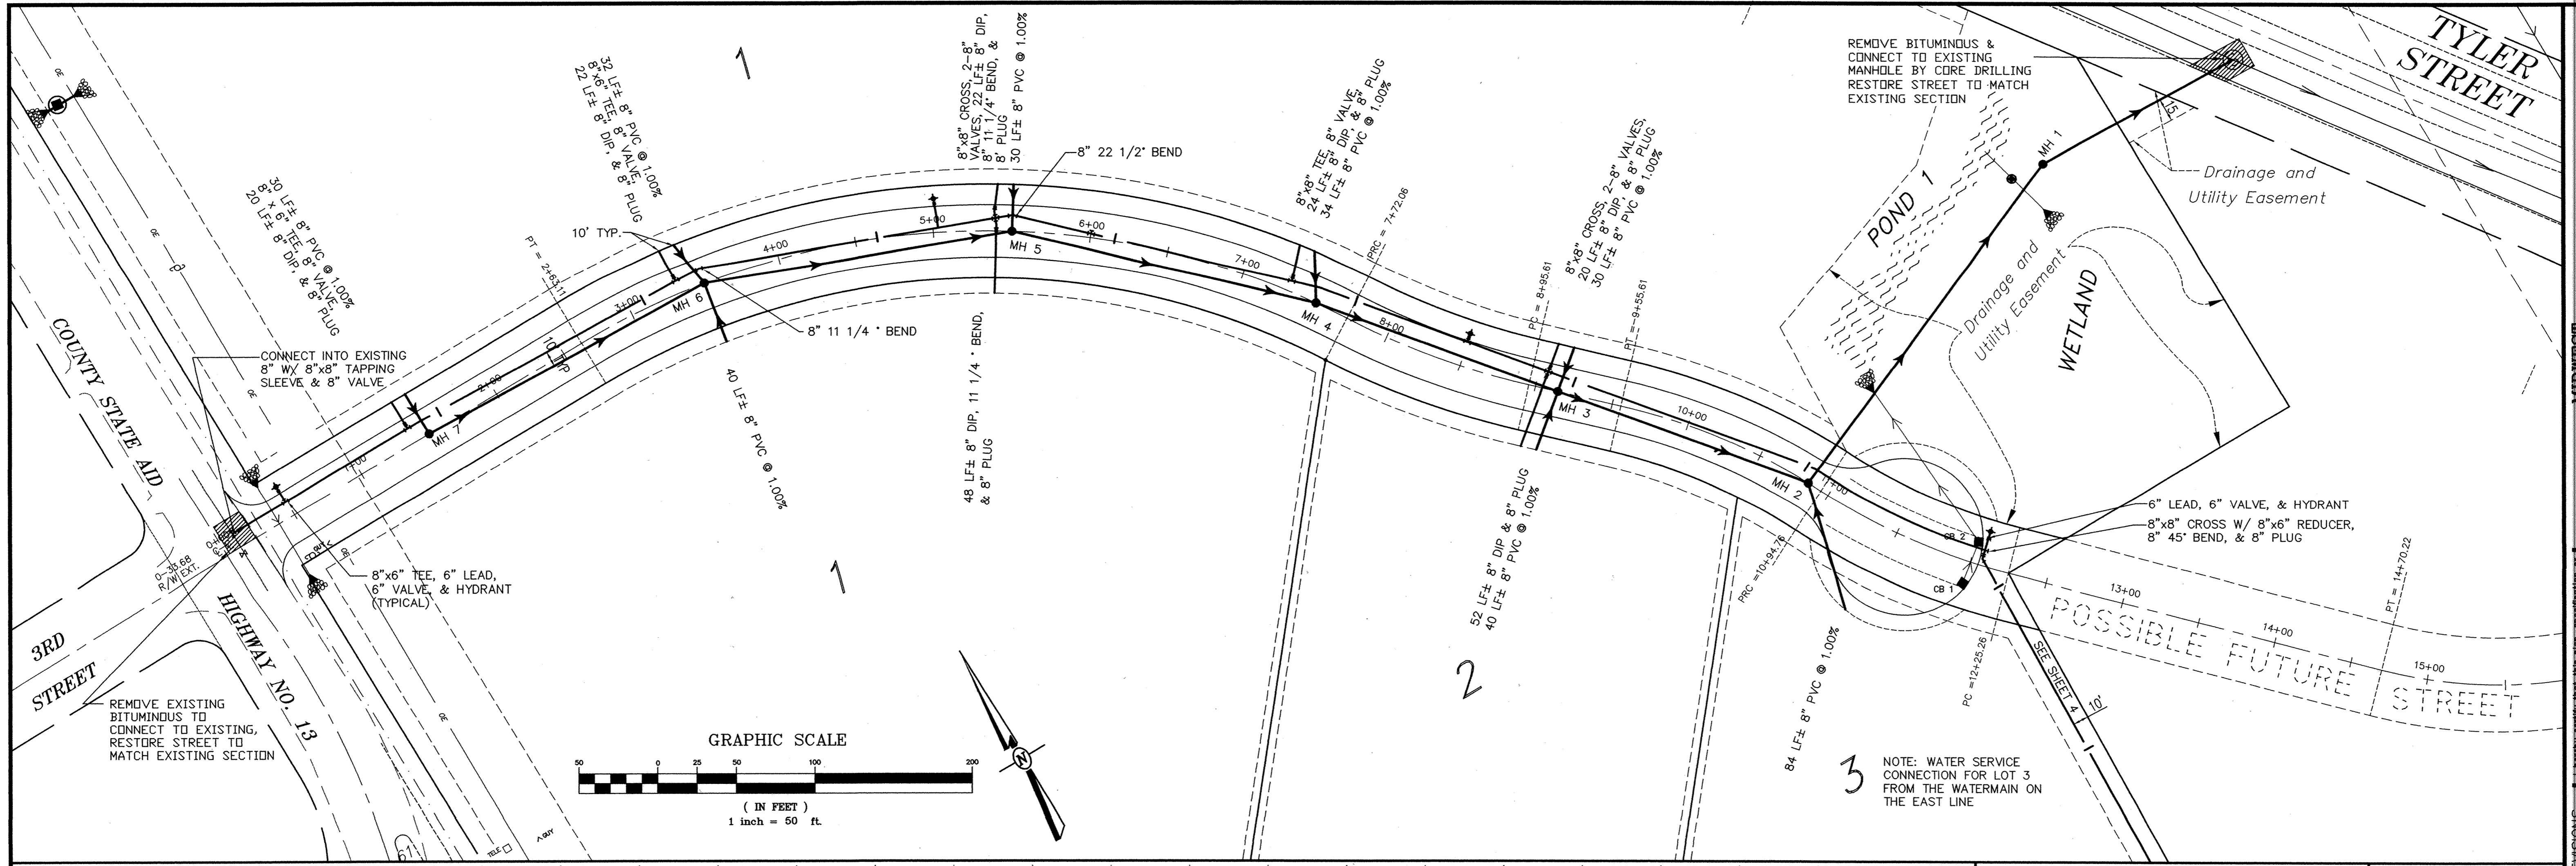 1
32 LF± 8" PVC @ 1.00%
8"x6" TEE, 8" VALVE,
22 LF± 8" DIP, & 8" PLUG
8"x8" CROSS, 2-8"
VALVES, 22 LF± 8" DIP,
8" 11 1/4° BEND, &
8' PLUG
30 LF± 8" PVC @ 1.00%
8" 22 1/2° BEND
8"x8" TEE, 8" VALVE,
24 LF± 8" DIP, & 8" PLUG
34 LF± 8" PVC @ 1.00%
8"x8" CROSS, 2-8" VALVES,
20 LF± 8" DIP, & 8" PLUG
30 LF± 8" PVC @ 1.00%
REMOVE BITUMINOUS &
CONNECT TO EXISTING
MANHOLE BY CORE DRILLING
RESTORE STREET TO MATCH
EXISTING SECTION
TYLER
STREET
15'
MH 1
Drainage and
Utility Easement
POND 1
Drainage and
Utility Easement
WETLAND
OE
OE
OE
OE
OE
30 LF± 8" PVC @ 1.00%
8" x 6" TEE, 8" VALVE,
20 LF± 8" DIP, & 8" PLUG
PT = 2+63.11
10' TYP.
10' TYP
1+00
2+00
3+00
4+00
5+00
6+00
7+00
8+00
10+00
11+00
MH 7
MH 6
MH 5
MH 4
MH 3
MH 2
8" 11 1/4 ° BEND
PRC = 7+72.06
PC = 8+95.61
PT = 9+55.61
CONNECT INTO EXISTING
8" W/ 8"x8" TAPPING
SLEEVE & 8" VALVE
COUNTY STATE AID
HIGHWAY NO. 13
0-33.68
R/W EXT.
3RD
STREET
GUY
8"x6" TEE, 6" LEAD,
6" VALVE, & HYDRANT
(TYPICAL)
REMOVE EXISTING
BITUMINOUS TO
CONNECT TO EXISTING,
RESTORE STREET TO
MATCH EXISTING SECTION
40 LF± 8" PVC @ 1.00%
48 LF± 8" DIP, 11 1/4 ° BEND,
& 8" PLUG
1
52 LF± 8" DIP & 8" PLUG
40 LF± 8" PVC @ 1.00%
2
PRC =10+94.76
84 LF± 8" PVC @ 1.00%
CB 2
CB 1
6" LEAD, 6" VALVE, & HYDRANT
8"x8" CROSS W/ 8"x6" REDUCER,
8" 45° BEND, & 8" PLUG
PC =12+25.26
13+00
14+00
15+00
PT = 14+70.22
POSSIBLE FUTURE STREET
SEE SHEET 4
10'
3
NOTE: WATER SERVICE
CONNECTION FOR LOT 3
FROM THE WATERMAIN ON
THE EAST LINE
GRAPHIC SCALE
50 0 25 50 100 200
( IN FEET )
1 inch = 50 ft.
N
61
TELE
GUY